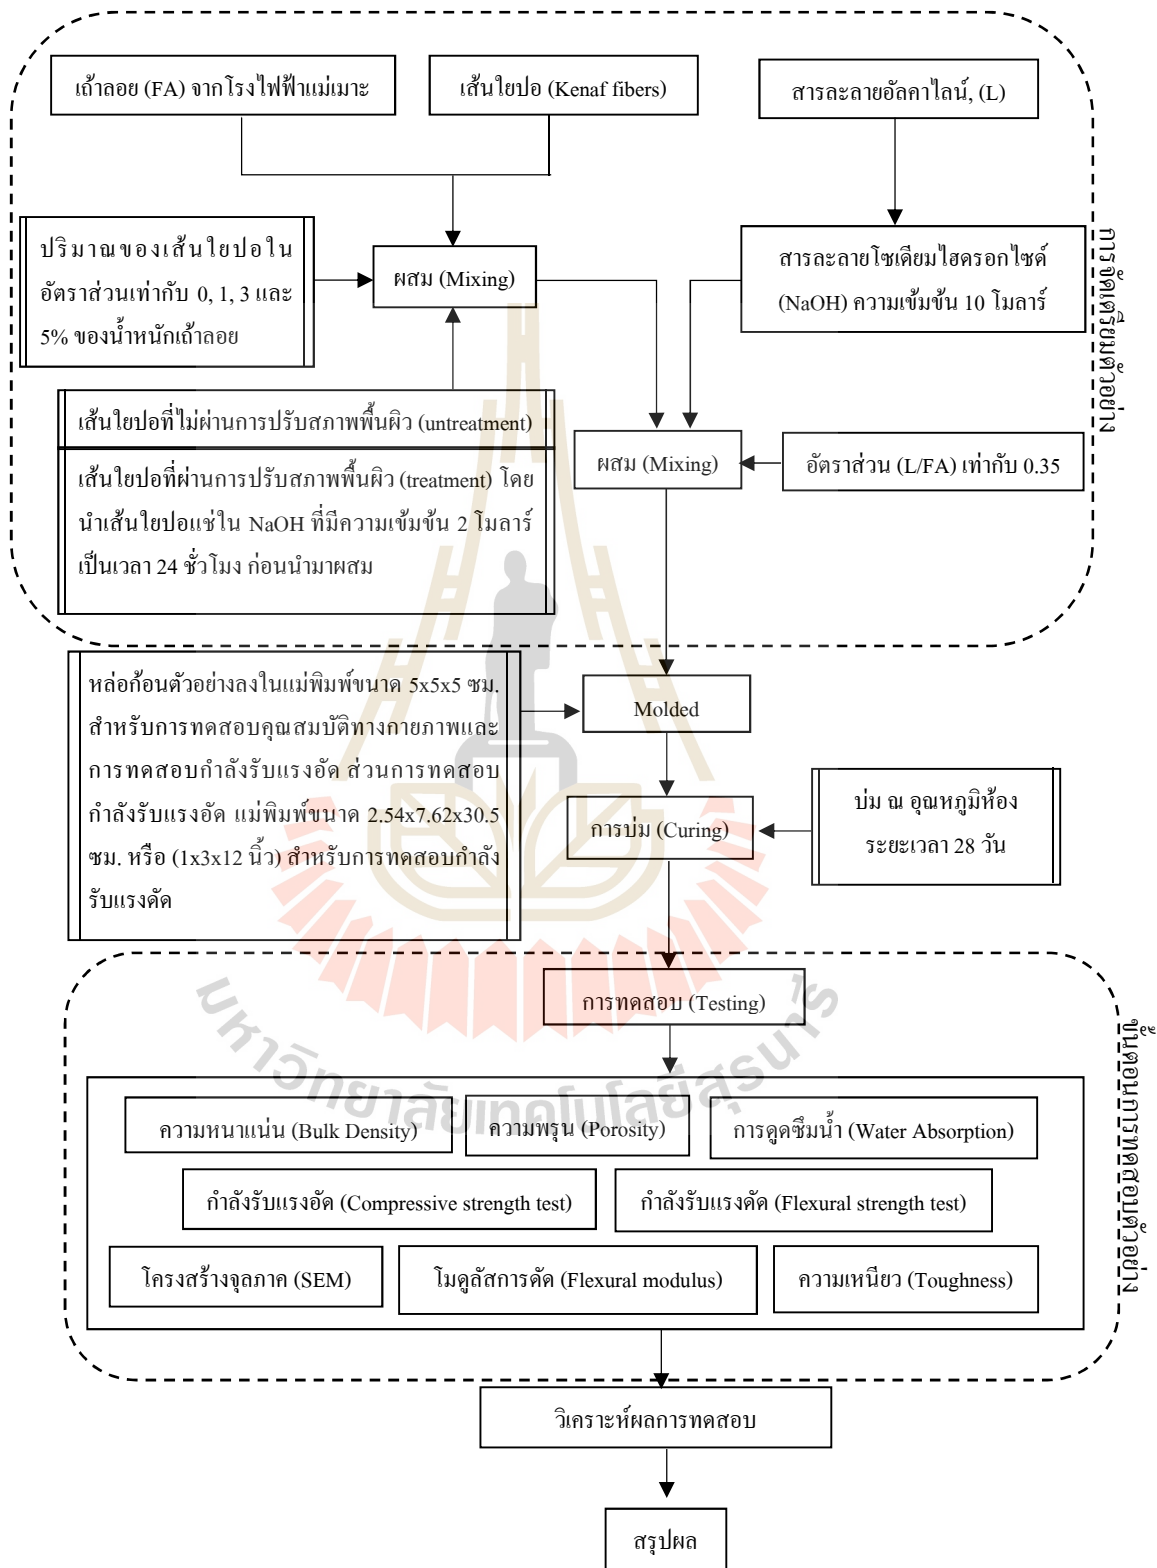 เถ้าลอย (FA) จากโรงไฟฟ้าแม่เมาะ
เส้นใยปอ (Kenaf fibers)
สารละลายอัลคาไลน์, (L)
ปริมาณของเส้นใยปอใน
อัตราส่วนเท่ากับ 0, 1, 3 และ
5% ของน้ำหนักเถ้าลอย
ผสม (Mixing)
สารละลายโซเดียมไฮดรอกไซด์
(NaOH) ความเข้มข้น 10 โมลาร์
การจัดเตรียมตัวอย่าง
เส้นใยปอที่ไม่ผ่านการปรับสภาพพื้นผิว (untreatment)
เส้นใยปอที่ผ่านการปรับสภาพพื้นผิว (treatment) โดย
นำเส้นใยปอแช่ใน NaOH ที่มีความเข้มข้น 2 โมลาร์
เป็นเวลา 24 ชั่วโมง ก่อนนำมาผสม
ผสม (Mixing)
อัตราส่วน (L/FA) เท่ากับ 0.35
หล่อก้อนตัวอย่างลงในแม่พิมพ์ขนาด 5x5x5 ซม.
สำหรับการทดสอบคุณสมบัติทางกายภาพและ
การทดสอบกำลังรับแรงอัด ส่วนการทดสอบ
กำลังรับแรงอัด แม่พิมพ์ขนาด 2.54x7.62x30.5
ซม. หรือ (1x3x12 นิ้ว) สำหรับการทดสอบกำลัง
รับแรงดัด
Molded
การบ่ม (Curing)
บ่ม ณ อุณหภูมิห้อง
ระยะเวลา 28 วัน
การทดสอบ (Testing)
มหาวิทยาลัยเทคโนโลยีสุรนารี
ขั้นตอนการทดสอบตัวอย่าง
ความหนาแน่น (Bulk Density)
ความพรุน (Porosity)
การดูดซึมน้ำ (Water Absorption)
กำลังรับแรงอัด (Compressive strength test)
กำลังรับแรงดัด (Flexural strength test)
โครงสร้างจุลภาค (SEM)
โมดูลัสการดัด (Flexural modulus)
ความเหนียว (Toughness)
วิเคราะห์ผลการทดสอบ
สรุปผล